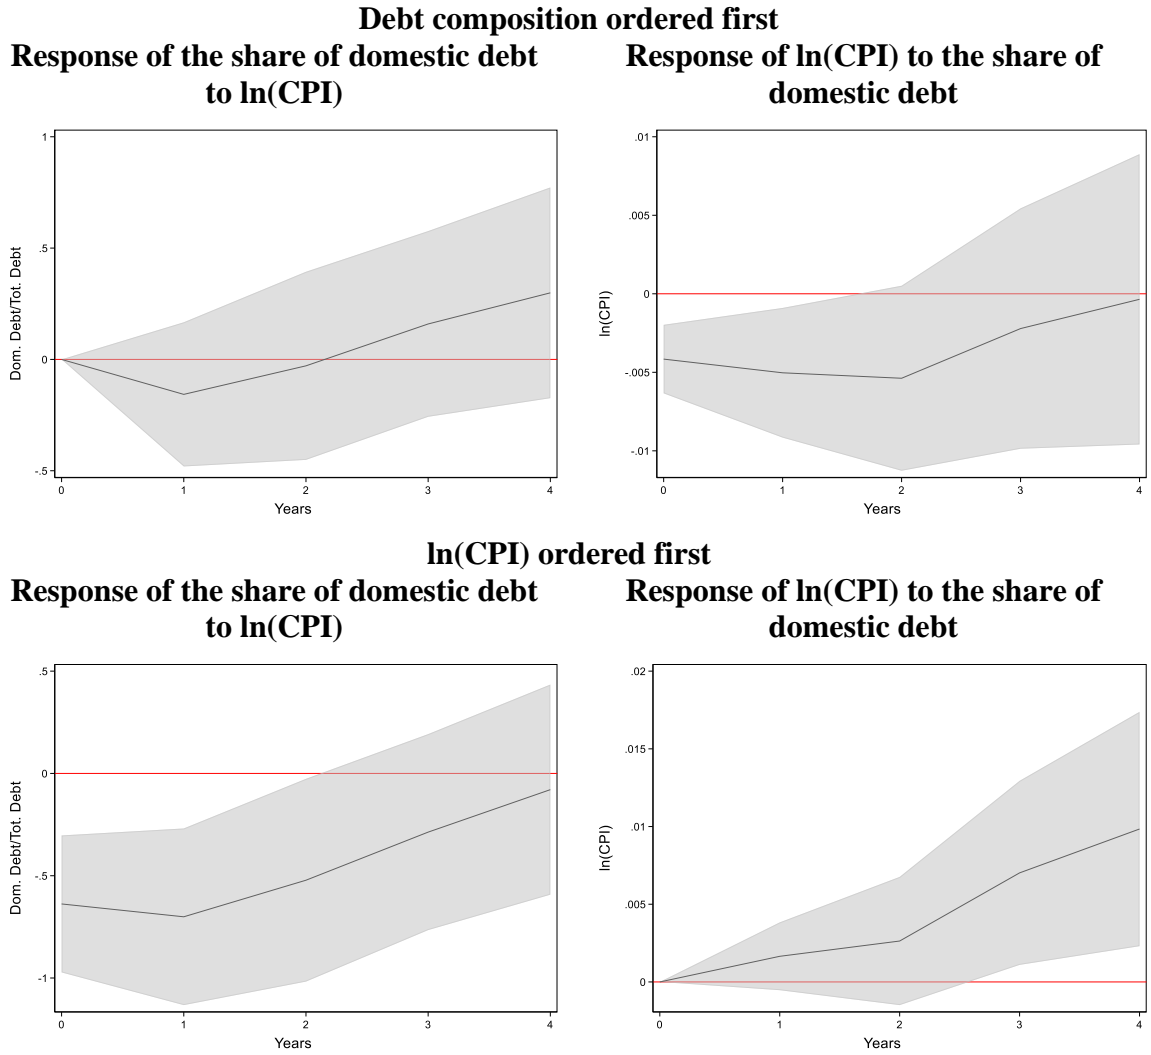 Debt composition ordered first
Response of the share of domestic debt
to ln(CPI)
Response of ln(CPI) to the share of
domestic debt
Dom. Debt/Tot. Debt
1
.5
0
-.5
0 1 2 3 4
Years
ln(CPI)
.01
.005
0
-.005
-.01
0 1 2 3 4
Years
ln(CPI) ordered first
Response of the share of domestic debt
to ln(CPI)
Response of ln(CPI) to the share of
domestic debt
Dom. Debt/Tot. Debt
.5
0
-.5
-1
0 1 2 3 4
Years
ln(CPI)
.02
.015
.01
.005
0
0 1 2 3 4
Years